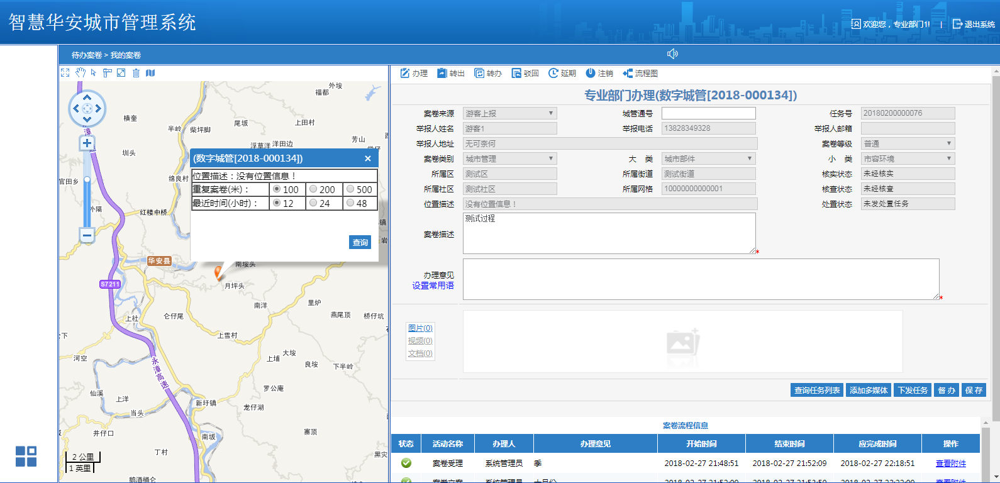 智慧华安城市管理系统
欢迎您，专业部门1!
|
退出系统
待办案卷 > 我的案卷
办理 转出 转办 驳回 延期 注销 流程图
专业部门办理(数字城管[2018-000134])
案卷来源 游客上报 城管通号 任务号 20180200000076
举报人姓名 游客1 举报电话 13828349328 举报人邮箱
举报人地址 无可奈何 案卷等级 普通
案卷类别 城市管理 大 类 城市部件 小 类 市容环境
所属区 测试区 所属街道 测试街道 核实状态 未经核实
所属社区 测试社区 所属网格 10000000000001 核查状态 未经核查
位置描述 没有位置信息！ 处置状态 未发处置任务
案卷描述 测试过程
*
办理意见
设置常用语
*
图片(0)
视频(0)
文档(0)
查询任务列表 添加多媒体 下发任务 督 办 保 存
案卷流程信息
状态 活动名称 办理人 办理意见 开始时间 结束时间 应完成时间 操作
案卷受理 系统管理员 季 2018-02-27 21:48:51 2018-02-27 21:52:09 2018-02-27 22:18:51 查看附件
(数字城管[2018-000134])
×
位置描述：没有位置信息！
重复案卷(米)： 100 200 500
最近时间(小时)： 12 24 48
查询
外垵
福都
横奎
尾坂
上田村
半岭
柴坪脚
芳山
浮草洋
洋田边
圳头
绵良村
官田乡
外隔
红楼中桥
华安县
南垵头
月坪头
S7211
南洋
里炉
燕尾顶
桥仔坑
仑仔尾
上社
上雪村
河空
大垵
上埔
良垵
下半岭
永漳高速
罗公庵
仙溪
上洋
新圩镇
龙仔湖
当头
井仔口
南坂
寨顶
丁村
黑灾
鹅酒桶仑
2 公里
1 英里